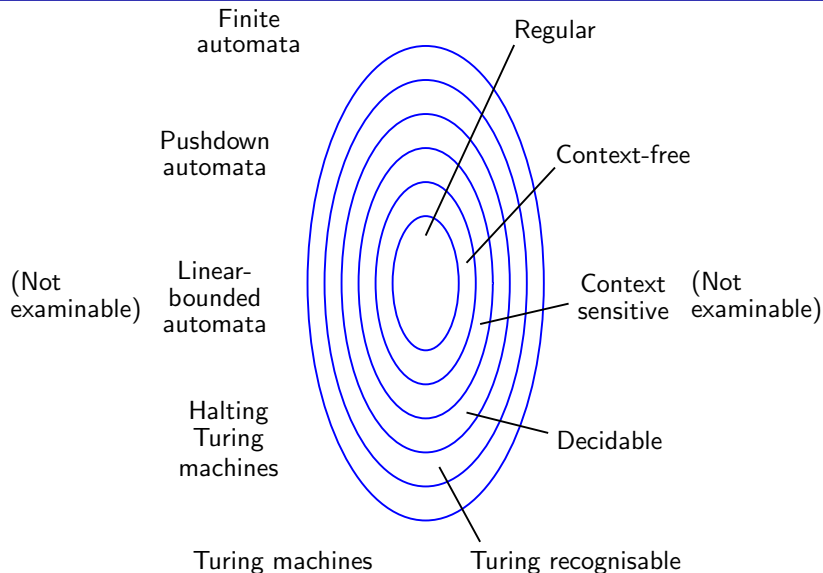 Finite
automata
Regular
Pushdown
automata
Context-free
(Not
examinable)
Linear-
bounded
automata
Context
sensitive
(Not
examinable)
Halting
Turing
machines
Decidable
Turing machines
Turing recognisable